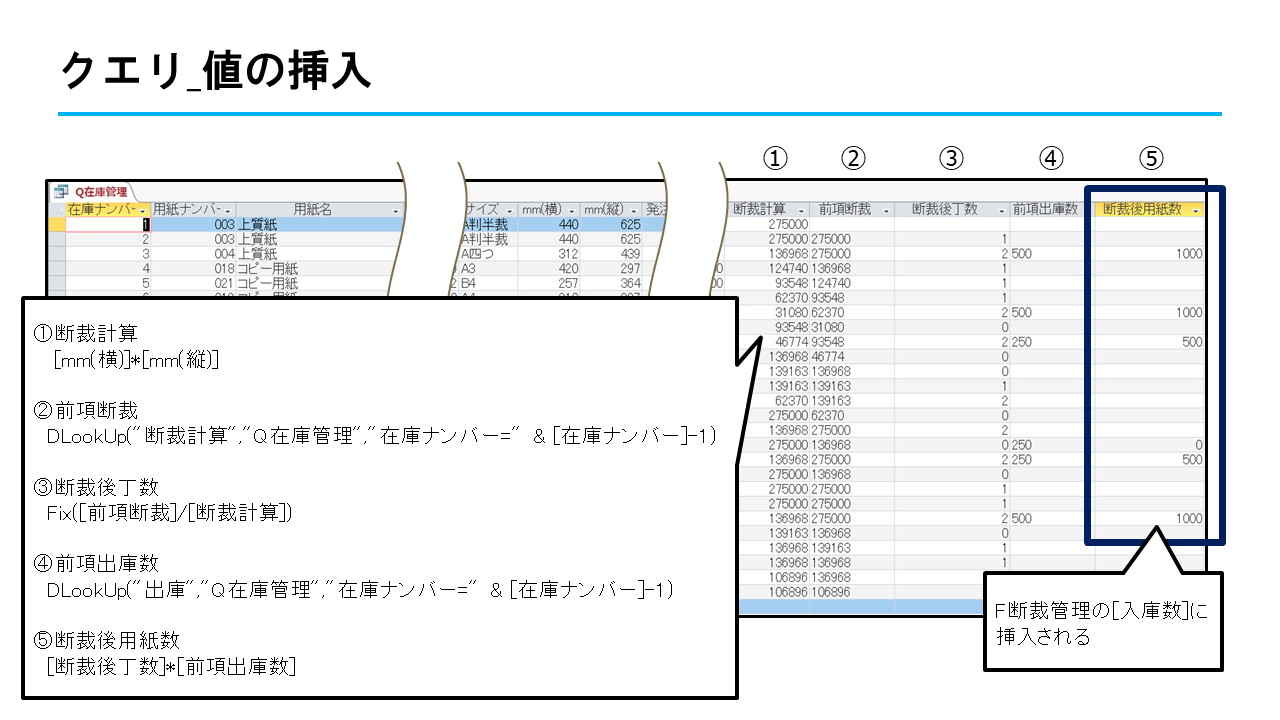 クエリ_値の挿入
① ② ③ ④ ⑤
Q在庫管理
在庫ナンバー 用紙ナンバー 用紙名 サイズ mm(横) mm(縦) 発注 断裁計算 前項断裁 断裁後丁数 前項出庫数 断裁後用紙数
1 003 上質紙 A判半裁 440 625 275000
2 003 上質紙 A判半裁 440 625 275000 275000 1
3 004 上質紙 A四つ 312 439 136968 275000 2 500 1000
4 018 コピー用紙 A3 420 297 124740 136968 1
5 021 コピー用紙 B4 257 364 93548 124740 1
62370 93548 1
31080 62370 2 500 1000
93548 31080 0
46774 93548 2 250 500
136968 46774 0
139163 136968 0
139163 139163 1
62370 139163 2
275000 62370 0
136968 275000 2
275000 136968 0 250 0
136968 275000 2 250 500
275000 136968 0
275000 275000 1
275000 275000 1
136968 275000 2 500 1000
139163 136968 0
136968 139163 1
136968 136968 1
106896 136968
106896 106896
①断裁計算
[mm(横)]*[mm(縦)]
②前項断裁
DLookUp("断裁計算","Q在庫管理","在庫ナンバー=" & [在庫ナンバー]-1)
③断裁後丁数
Fix([前項断裁]/[断裁計算])
④前項出庫数
DLookUp("出庫","Q在庫管理","在庫ナンバー=" & [在庫ナンバー]-1)
⑤断裁後用紙数
[断裁後丁数]*[前項出庫数]
F断裁管理の[入庫数]に
挿入される